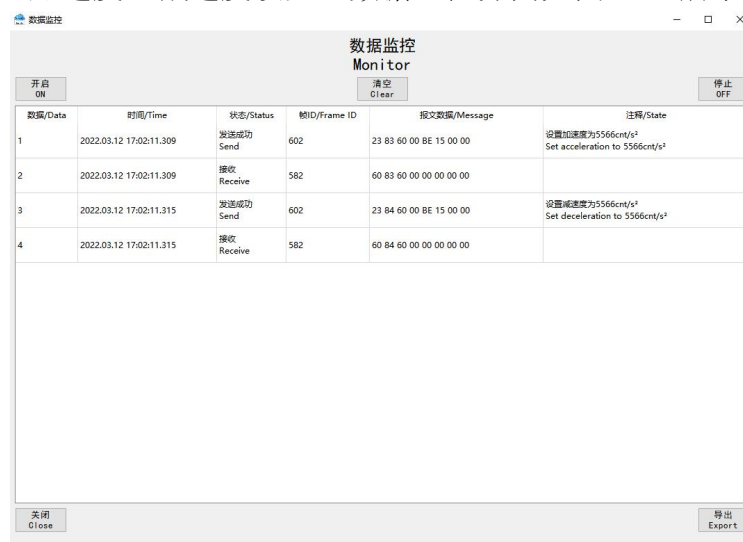 数据监控
数据监控
Monitor
开启
ON
清空
Clear
停止
OFF
数据/Data 时间/Time 状态/Status 帧ID/Frame ID 报文数据/Message 注释/State
1 2022.03.12 17:02:11.309 发送成功 Send 602 23 83 60 00 BE 15 00 00 设置加速度为5566cnt/s² Set acceleration to 5566cnt/s²
2 2022.03.12 17:02:11.309 接收 Receive 582 60 83 60 00 00 00 00 00
3 2022.03.12 17:02:11.315 发送成功 Send 602 23 84 60 00 BE 15 00 00 设置减速度为5566cnt/s² Set deceleration to 5566cnt/s²
4 2022.03.12 17:02:11.315 接收 Receive 582 60 84 60 00 00 00 00 00
关闭
Close
导出
Export